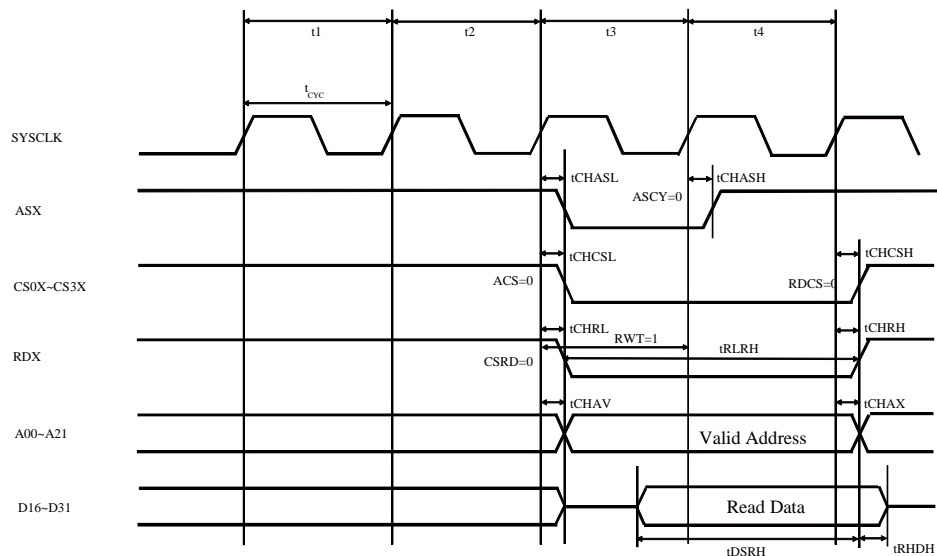 t1 t2 t3 t4
tCYC
SYSCLK
tCHASL tCHASH
ASCY=0
ASX
tCHCSL tCHCSH
ACS=0 RDCS=0
CS0X~CS3X
tCHRL tCHRH
RWT=1
RDX CSRD=0 tRLRH
tCHAV tCHAX
A00~A21 Valid Address
D16~D31 Read Data
tDSRH tRHDH